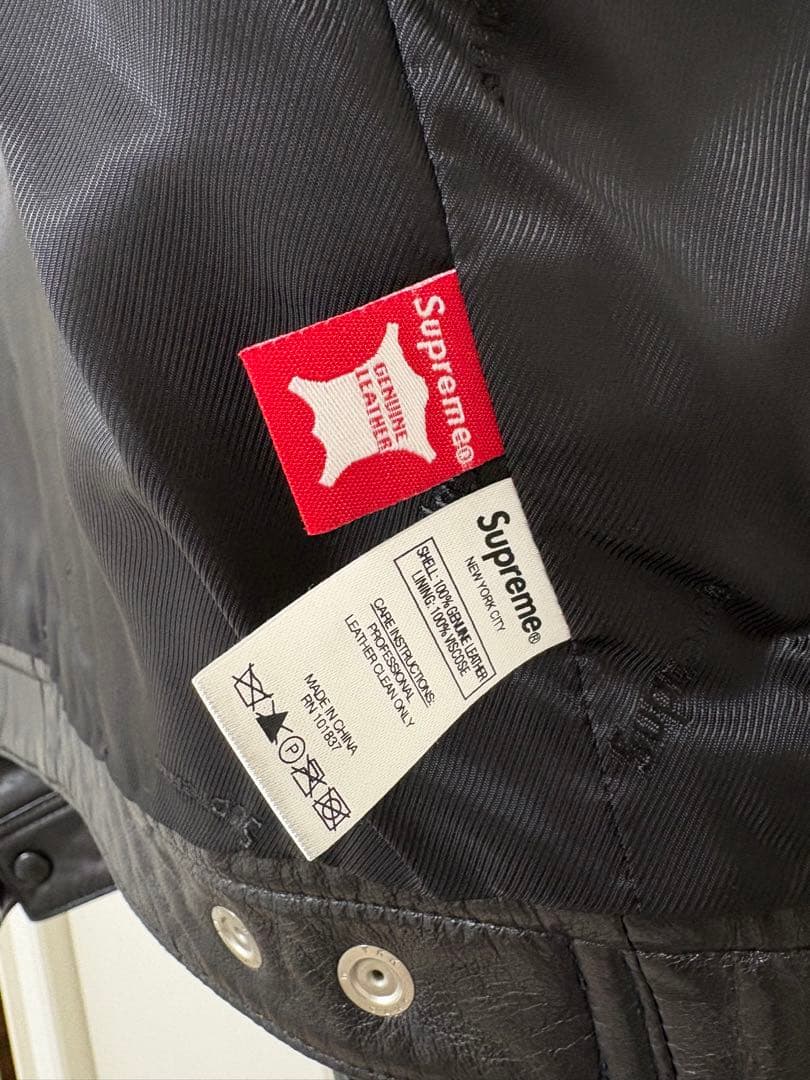 Supreme®
GENUINE
LEATHER
Supreme®
NEW YORK CITY
SHELL: 100% GENUINE LEATHER
LINING: 100% VISCOSE
CARE INSTRUCTIONS:
PROFESSIONAL
LEATHER CLEAN ONLY
MADE IN CHINA
RN 101837
P